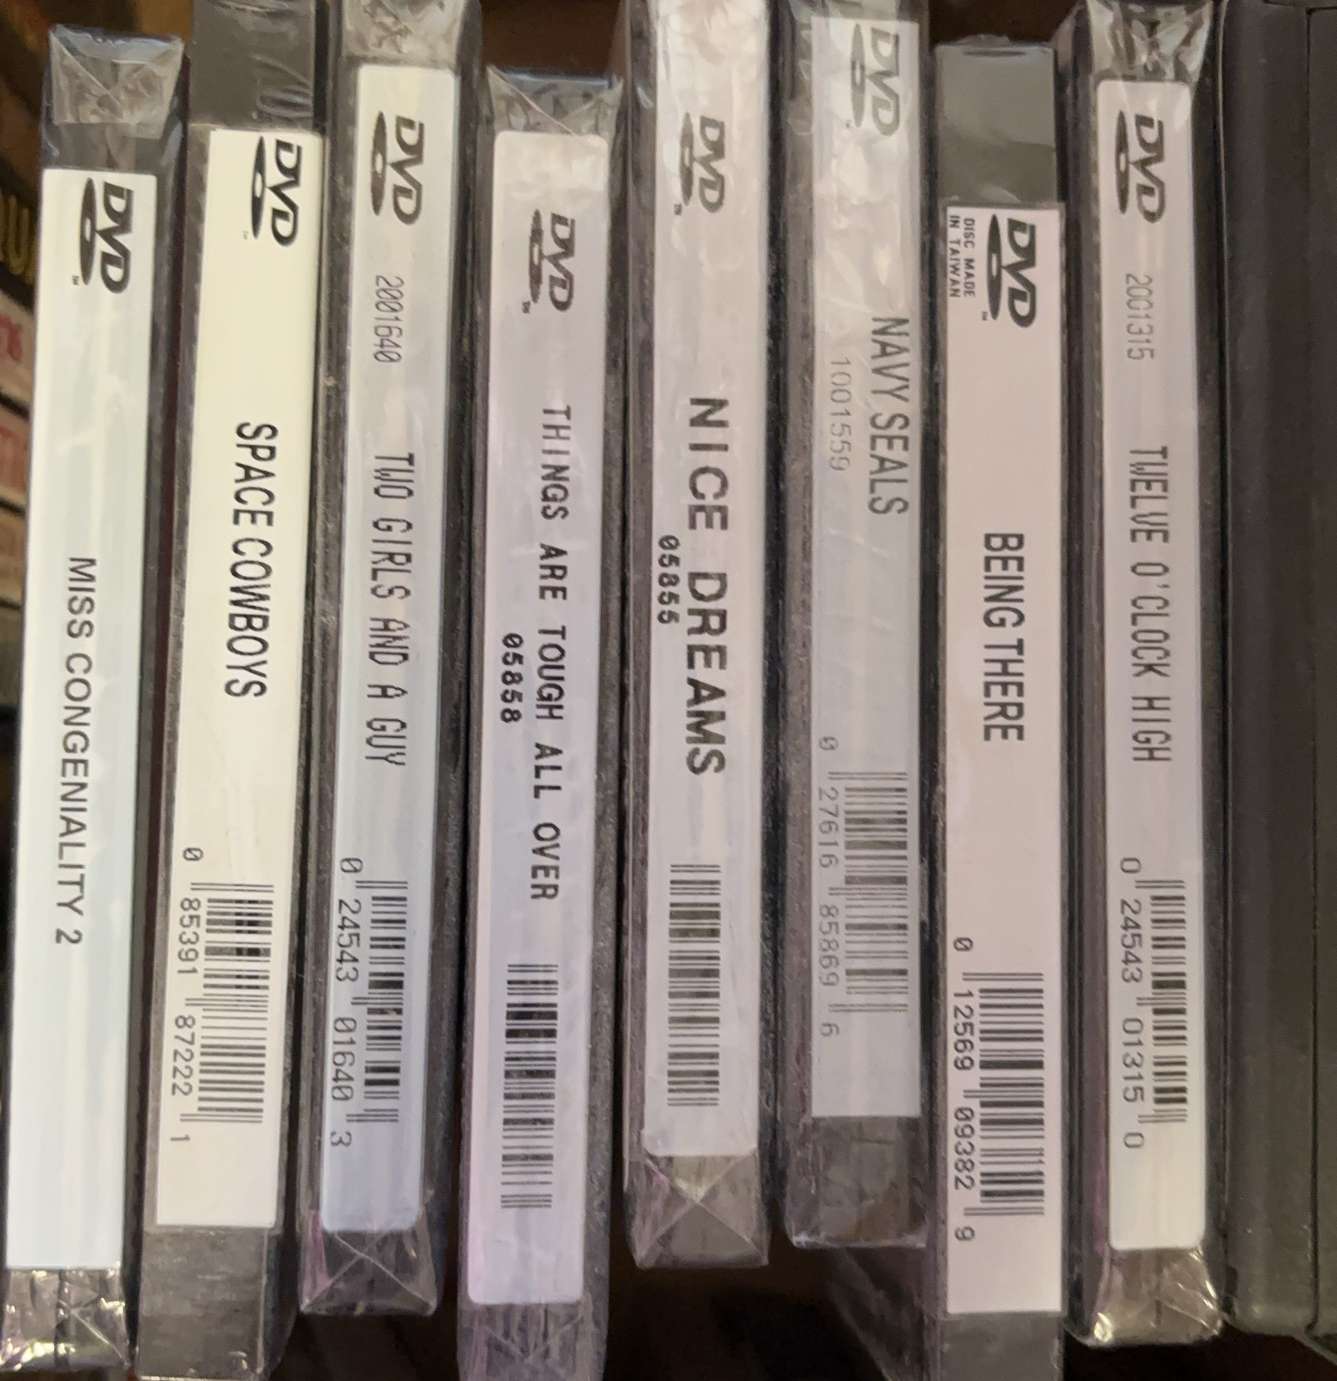 DVD
MISS CONGENIALITY 2
DVD
SPACE COWBOYS
0 85391 87222 1
DVD
2001640 TWO GIRLS AND A GUY
0 24543 01640 3
DVD
THINGS ARE TOUGH ALL OVER
05858
DVD
NICE DREAMS
05855
DVD
NAVY SEALS
1001559
0 27616 85869 6
DVD
DISC MADE
IN TAIWAN
BEING THERE
0 12569 09382 9
DVD
2001315 TWELVE O'CLOCK HIGH
0 24543 01315 0